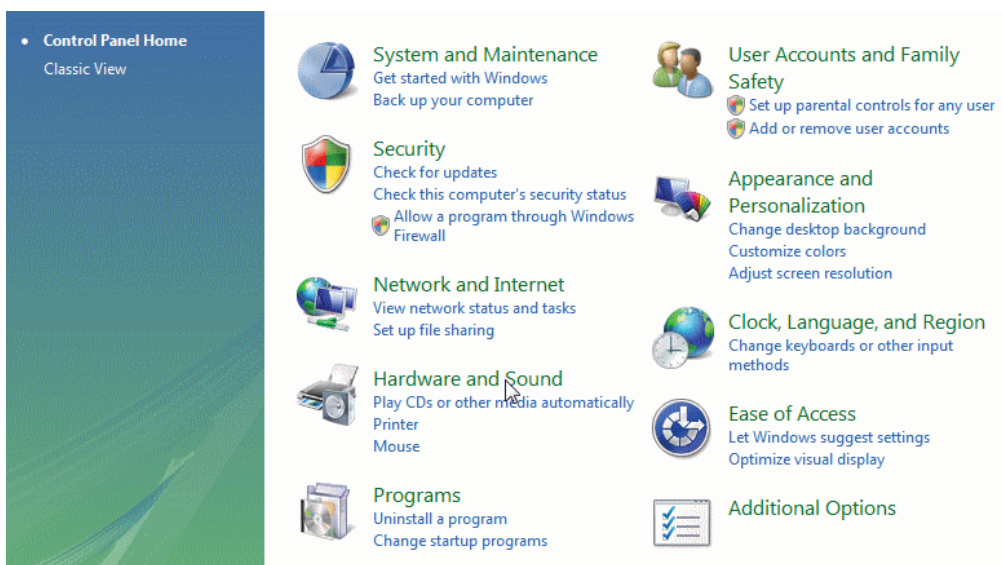 Control Panel Home
Classic View
System and Maintenance
Get started with Windows
Back up your computer
Security
Check for updates
Check this computer's security status
Allow a program through Windows
Firewall
Network and Internet
View network status and tasks
Set up file sharing
Hardware and Sound
Play CDs or other media automatically
Printer
Mouse
Programs
Uninstall a program
Change startup programs
User Accounts and Family
Safety
Set up parental controls for any user
Add or remove user accounts
Appearance and
Personalization
Change desktop background
Customize colors
Adjust screen resolution
Clock, Language, and Region
Change keyboards or other input
methods
Ease of Access
Let Windows suggest settings
Optimize visual display
Additional Options